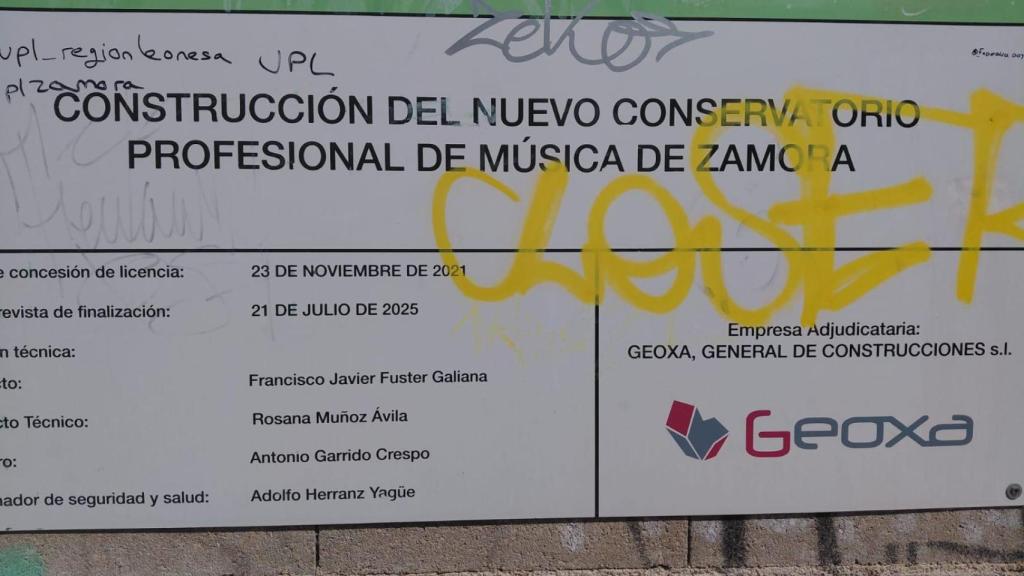 upl_regionleonesa UPL
plzamora
Zekos
CONSTRUCCIÓN DEL NUEVO CONSERVATORIO
PROFESIONAL DE MÚSICA DE ZAMORA
CLOSET
e concesión de licencia: 23 DE NOVIEMBRE DE 2021
revista de finalización: 21 DE JULIO DE 2025
n técnica:
cto: Francisco Javier Fuster Galiana
cto Técnico: Rosana Muñoz Ávila
ro: Antonio Garrido Crespo
nador de seguridad y salud: Adolfo Herranz Yagüe
Empresa Adjudicataria:
GEOXA, GENERAL DE CONSTRUCCIONES s.l.
Geoxa